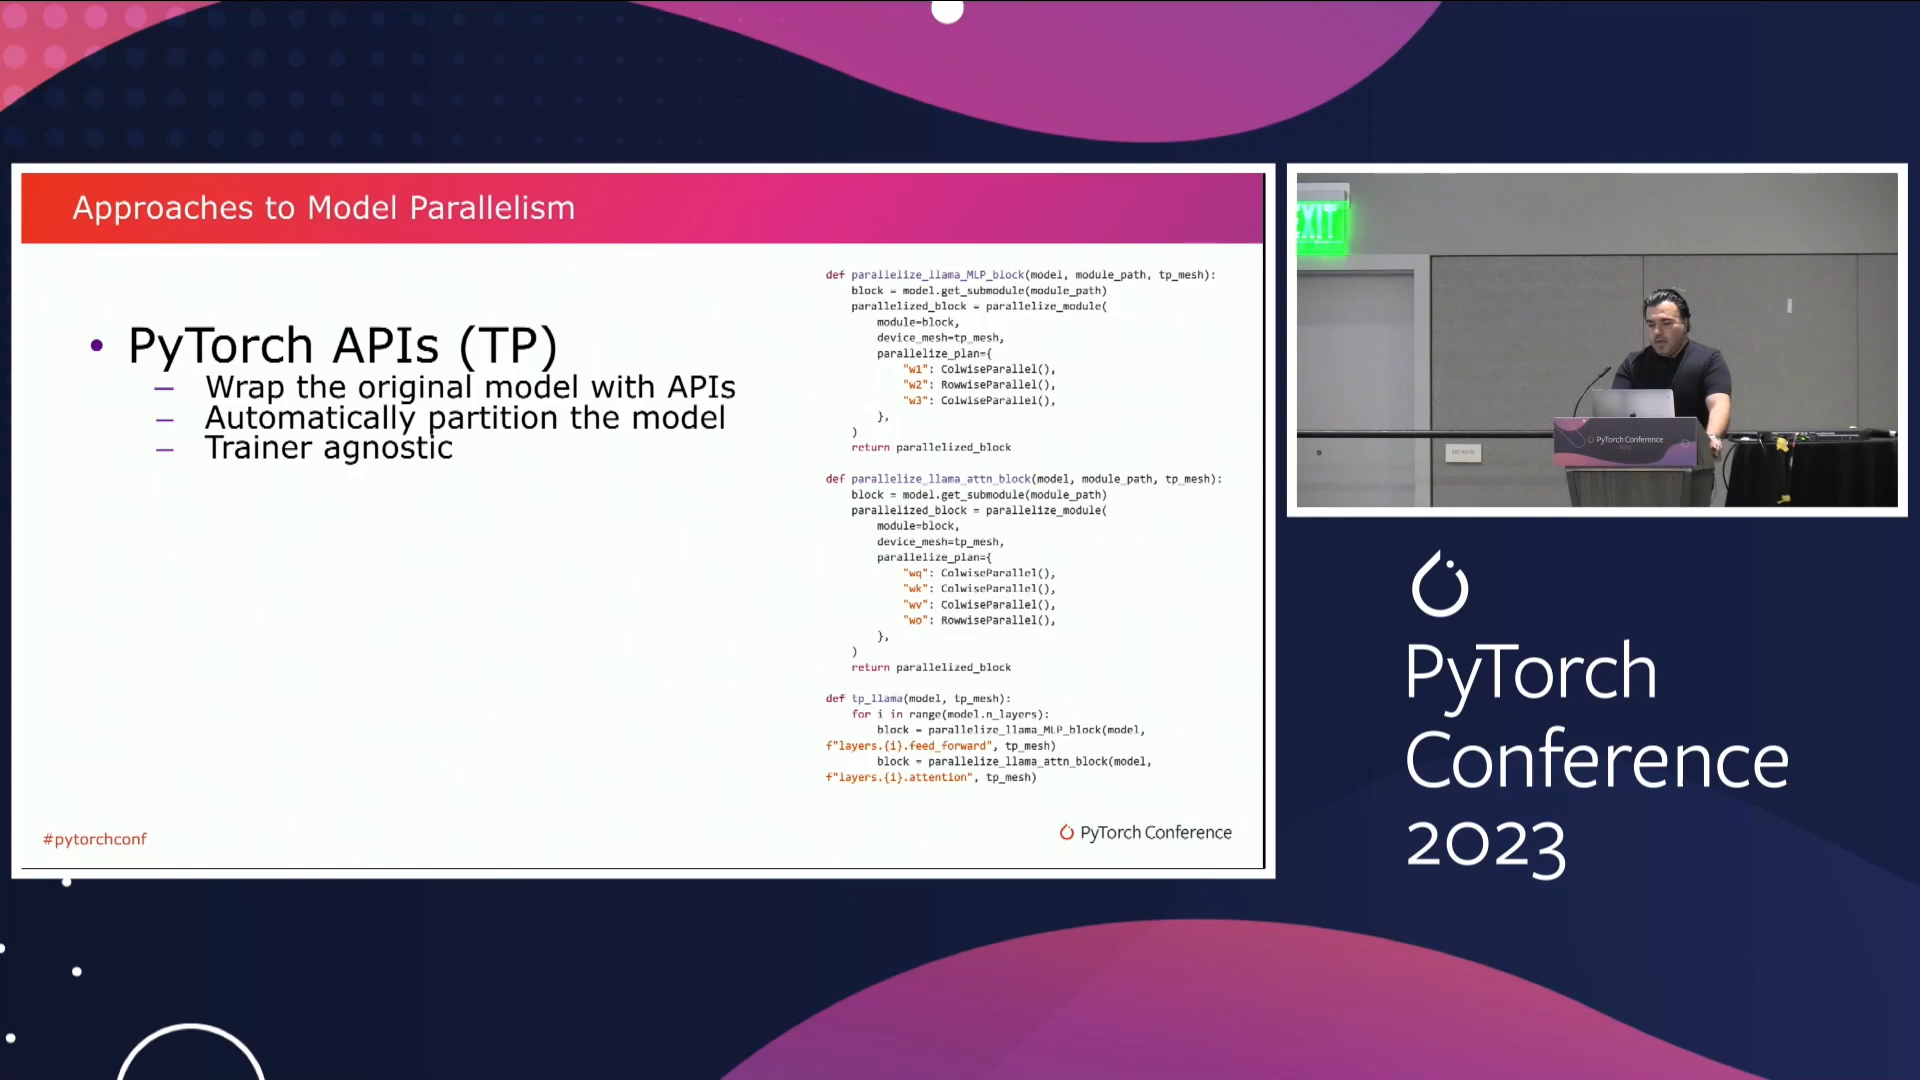 Approaches to Model Parallelism
• PyTorch APIs (TP)
– Wrap the original model with APIs
– Automatically partition the model
– Trainer agnostic
def parallelize_llama_MLP_block(model, module_path, tp_mesh):
    block = model.get_submodule(module_path)
    parallelized_block = parallelize_module(
        module=block,
        device_mesh=tp_mesh,
        parallelize_plan={
            "w1": ColwiseParallel(),
            "w2": RowwiseParallel(),
            "w3": ColwiseParallel(),
        },
    )
    return parallelized_block
def parallelize_llama_attn_block(model, module_path, tp_mesh):
    block = model.get_submodule(module_path)
    parallelized_block = parallelize_module(
        module=block,
        device_mesh=tp_mesh,
        parallelize_plan={
            "wq": ColwiseParallel(),
            "wk": ColwiseParallel(),
            "wv": ColwiseParallel(),
            "wo": RowwiseParallel(),
        },
    )
    return parallelized_block
def tp_llama(model, tp_mesh):
    for i in range(model.n_layers):
        block = parallelize_llama_MLP_block(model,
f"layers.{i}.feed_forward", tp_mesh)
        block = parallelize_llama_attn_block(model,
f"layers.{i}.attention", tp_mesh)
#pytorchconf
PyTorch Conference
EXIT
PyTorch Conference
2023
PyTorch
Conference
2023